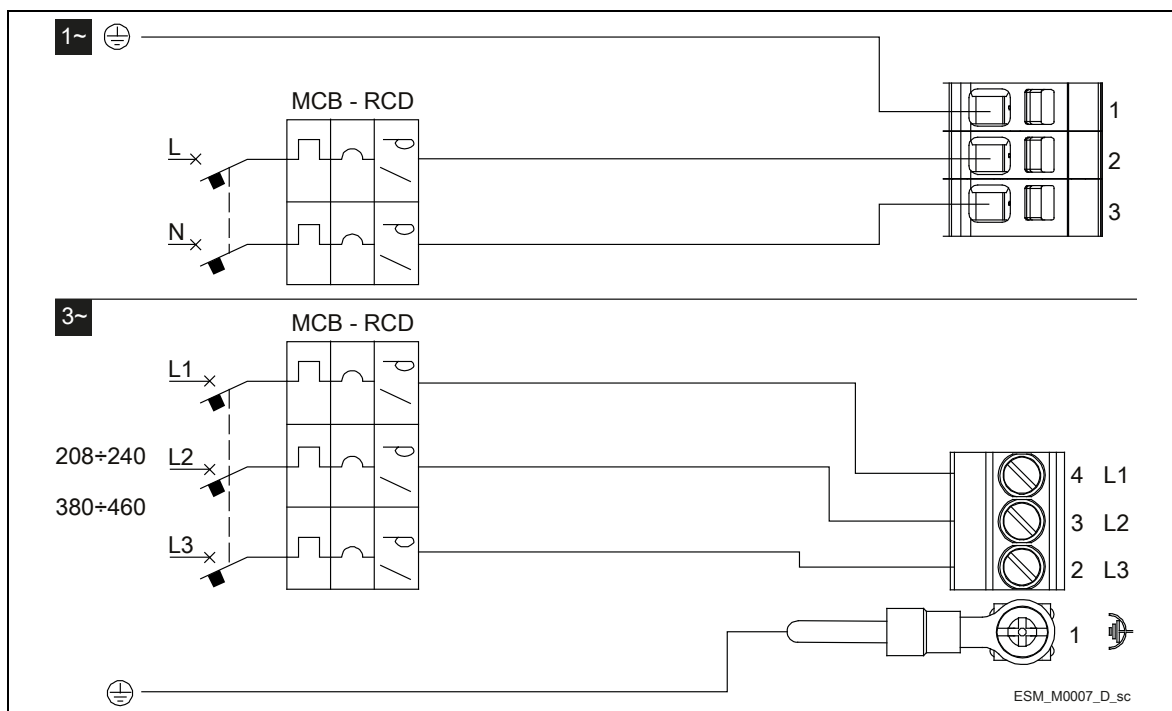 1~
MCB - RCD
1
L
2
N
3
3~
MCB - RCD
L1
208÷240
L2
380÷460
L3
4 L1
3 L2
2 L3
1
ESM_M0007_D_sc